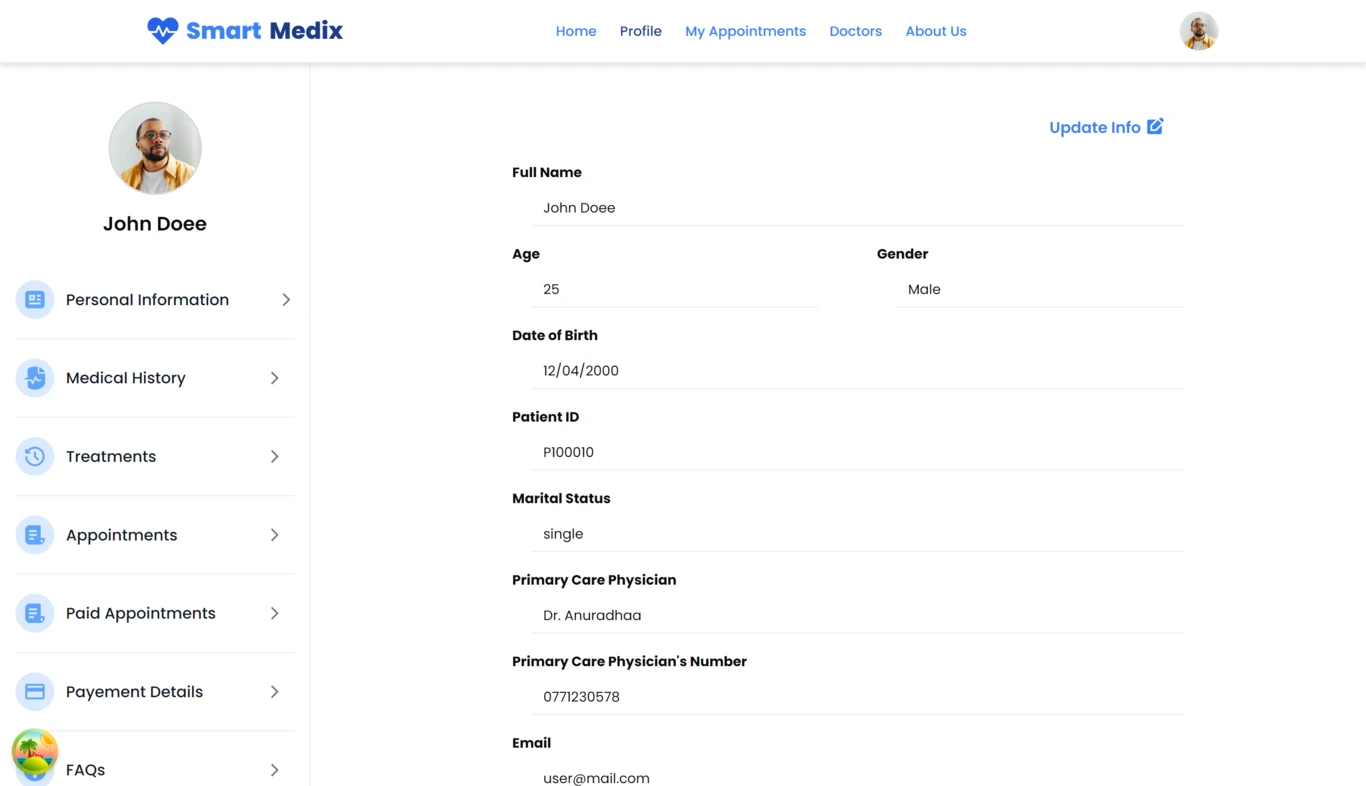 Smart Medix
Home Profile My Appointments Doctors About Us
John Doee
Personal Information
Medical History
Treatments
Appointments
Paid Appointments
Payement Details
FAQs
Update Info
Full Name
John Doee
Age Gender
25 Male
Date of Birth
12/04/2000
Patient ID
P100010
Marital Status
single
Primary Care Physician
Dr. Anuradhaa
Primary Care Physician's Number
0771230578
Email
user@mail.com